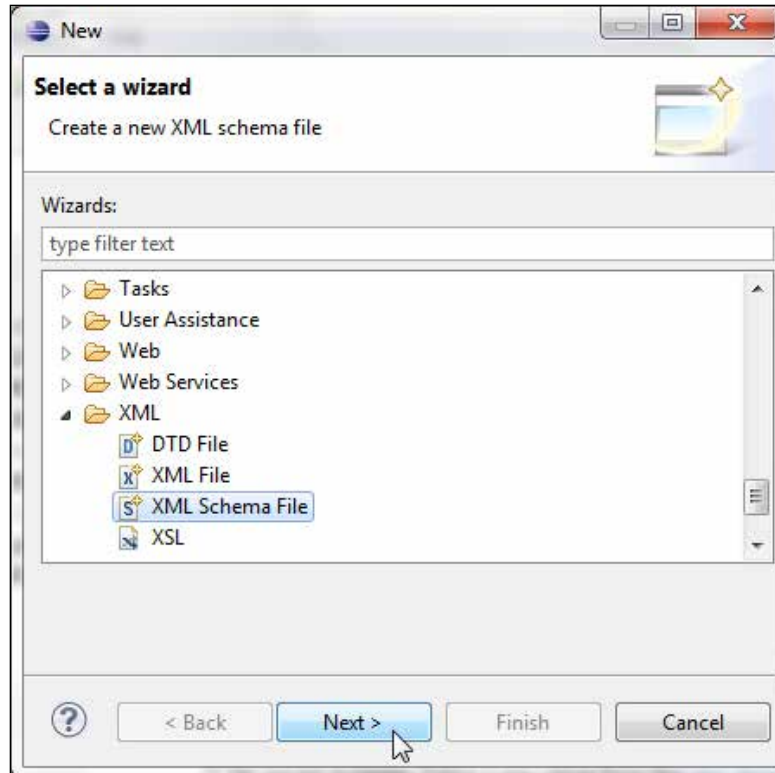 New
Select a wizard
Create a new XML schema file
Wizards:
type filter text
Tasks
User Assistance
Web
Web Services
XML
DTD File
XML File
XML Schema File
XSL
< Back Next > Finish Cancel